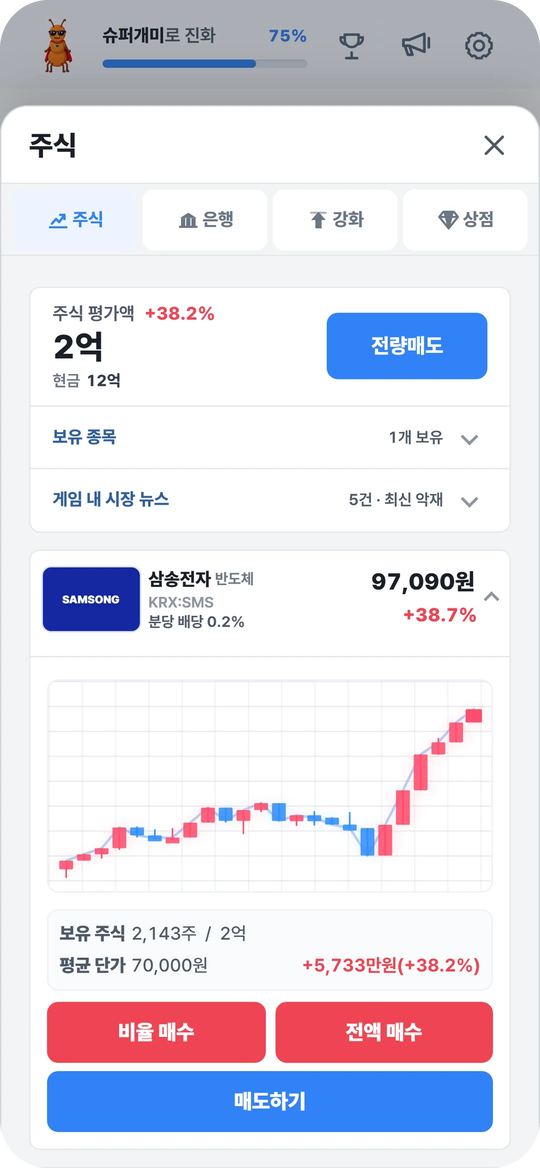 슈퍼개미로 진화 75%
주식
주식 은행 강화 상점
주식 평가액 +38.2%
2억
현금 12억
전량매도
보유 종목 1개 보유
게임 내 시장 뉴스 5건 · 최신 악재
SAMSONG
삼송전자 반도체
KRX:SMS
분당 배당 0.2%
97,090원
+38.7%
보유 주식 2,143주 / 2억
평균 단가 70,000원 +5,733만원(+38.2%)
비율 매수 전액 매수
매도하기